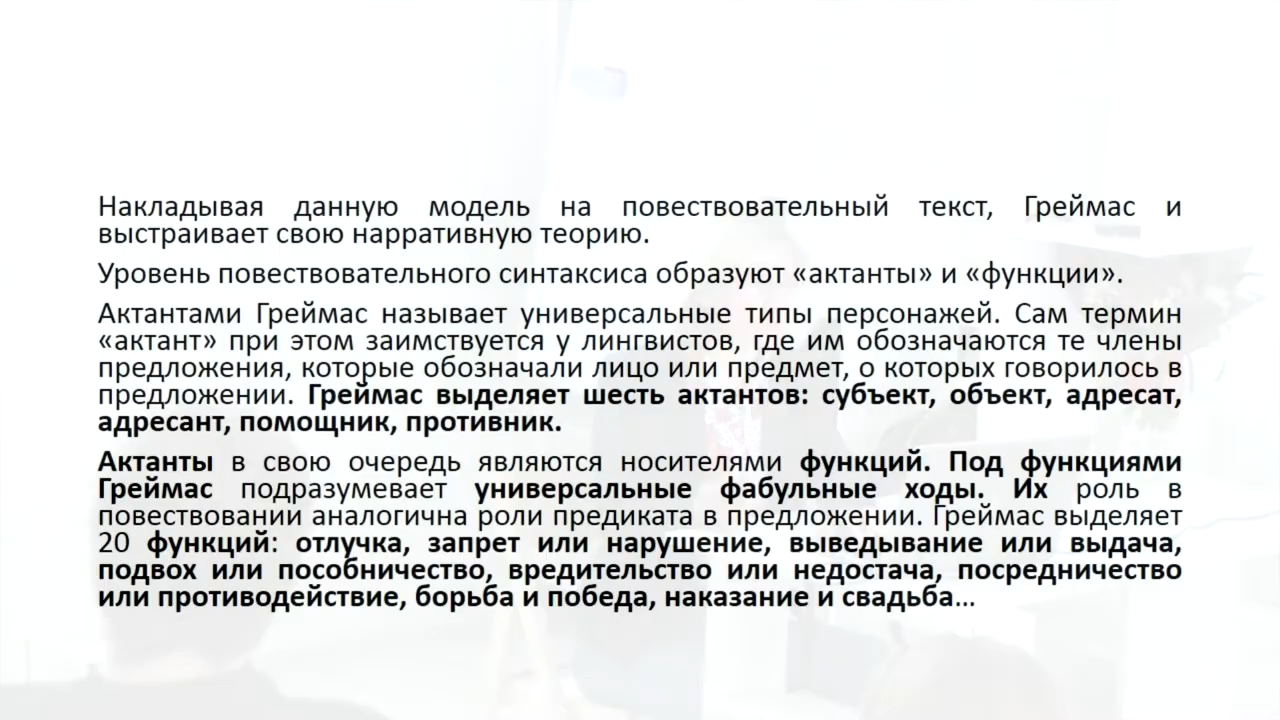 Накладывая данную модель на повествовательный текст, Греймас и
выстраивает свою нарративную теорию.
Уровень повествовательного синтаксиса образуют «актанты» и «функции».
Актантами Греймас называет универсальные типы персонажей. Сам термин
«актант» при этом заимствуется у лингвистов, где им обозначаются те члены
предложения, которые обозначали лицо или предмет, о которых говорилось в
предложении. Греймас выделяет шесть актантов: субъект, объект, адресат,
адресант, помощник, противник.
Актанты в свою очередь являются носителями функций. Под функциями
Греймас подразумевает универсальные фабульные ходы. Их роль в
повествовании аналогична роли предиката в предложении. Греймас выделяет
20 функций: отлучка, запрет или нарушение, выведывание или выдача,
подвох или пособничество, вредительство или недостача, посредничество
или противодействие, борьба и победа, наказание и свадьба…